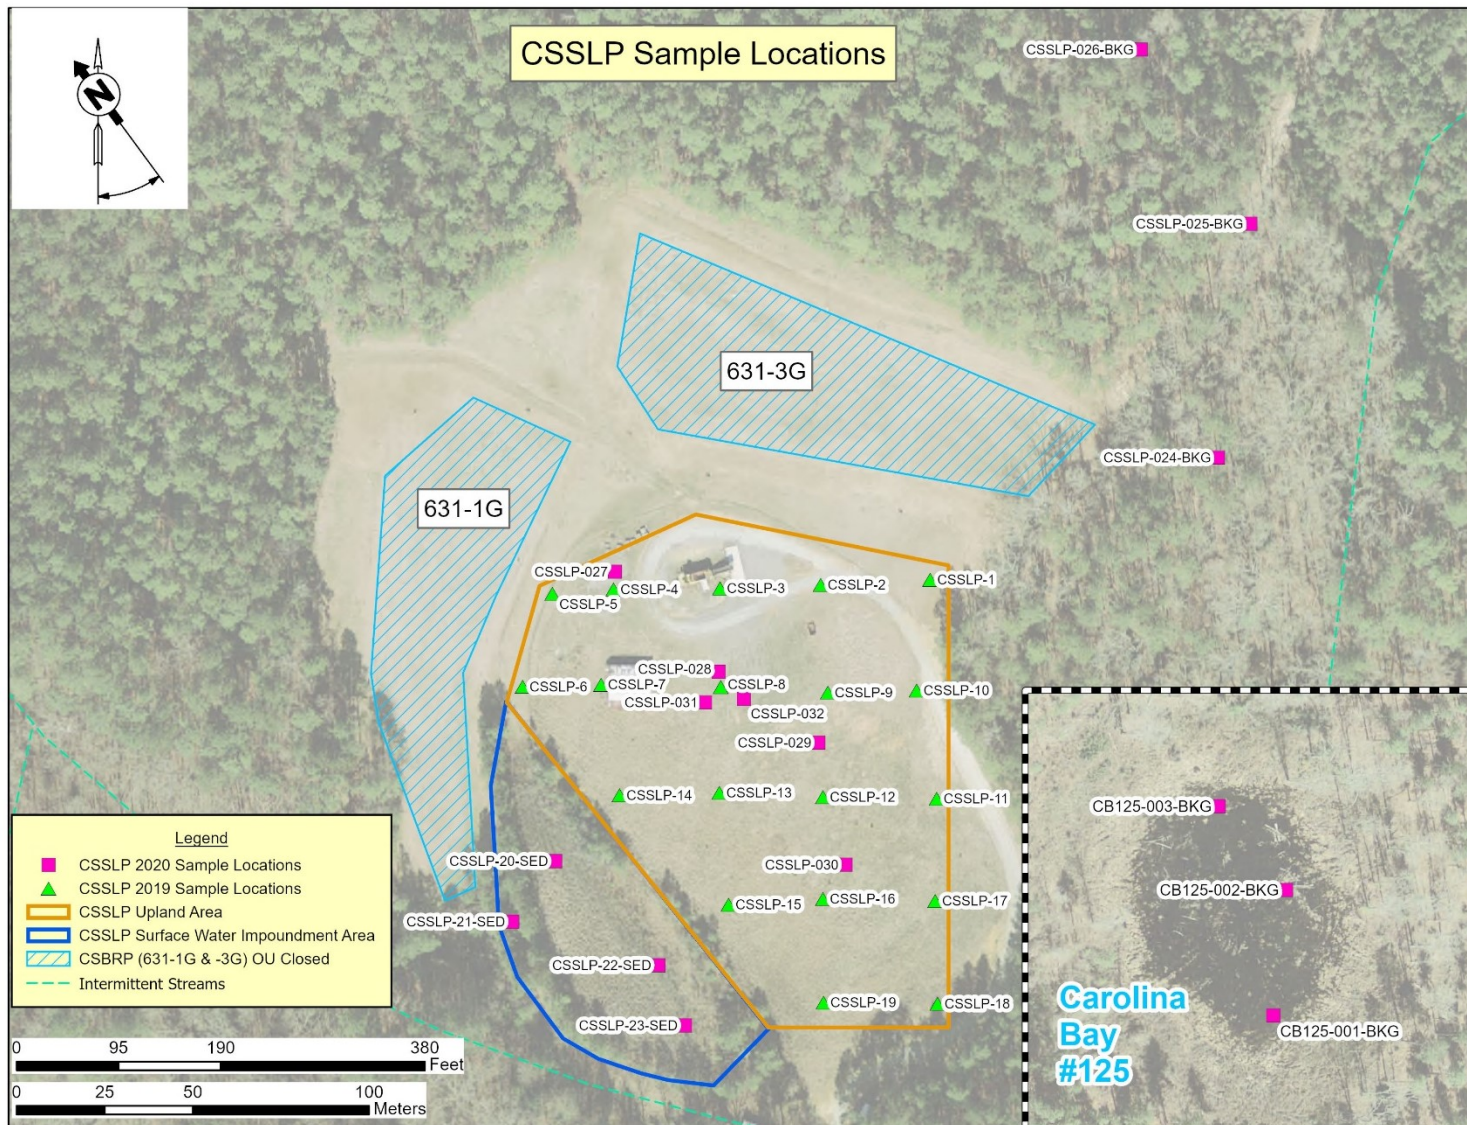 CSSLP Sample Locations
N
CSSLP-026-BKG
CSSLP-025-BKG
631-3G
CSSLP-024-BKG
631-1G
CSSLP-027
CSSLP-5
CSSLP-4
CSSLP-3
CSSLP-2
CSSLP-1
CSSLP-028
CSSLP-6
CSSLP-7
CSSLP-8
CSSLP-9
CSSLP-10
CSSLP-031
CSSLP-032
CSSLP-029
CSSLP-14
CSSLP-13
CSSLP-12
CSSLP-11
CSSLP-20-SED
CSSLP-030
CSSLP-15
CSSLP-16
CSSLP-17
CSSLP-21-SED
CSSLP-22-SED
CSSLP-23-SED
CSSLP-19
CSSLP-18
CB125-003-BKG
CB125-002-BKG
CB125-001-BKG
Carolina
Bay
#125
Legend
CSSLP 2020 Sample Locations
CSSLP 2019 Sample Locations
CSSLP Upland Area
CSSLP Surface Water Impoundment Area
CSBRP (631-1G & -3G) OU Closed
Intermittent Streams
0 95 190 380
Feet
0 25 50 100
Meters